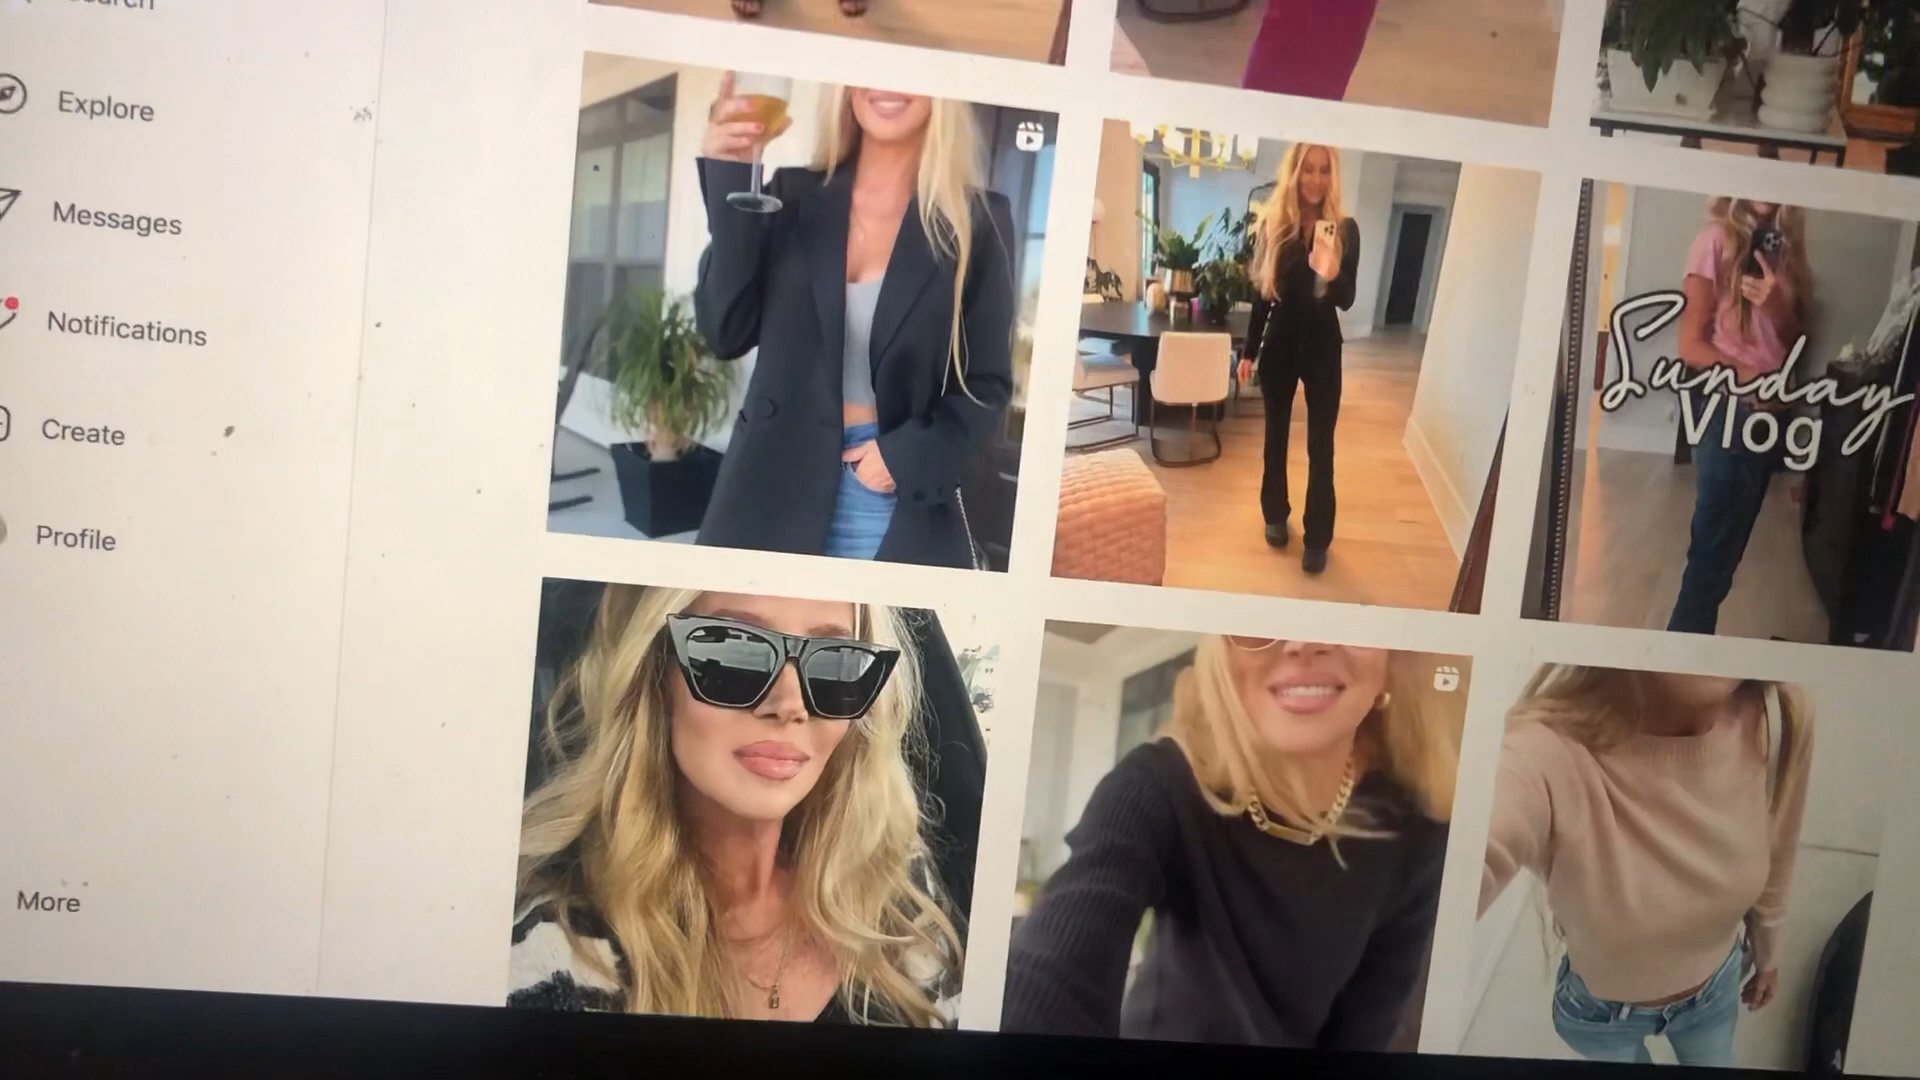 Explore
Messages
Notifications
Create
Profile
More
Sunday
Vlog